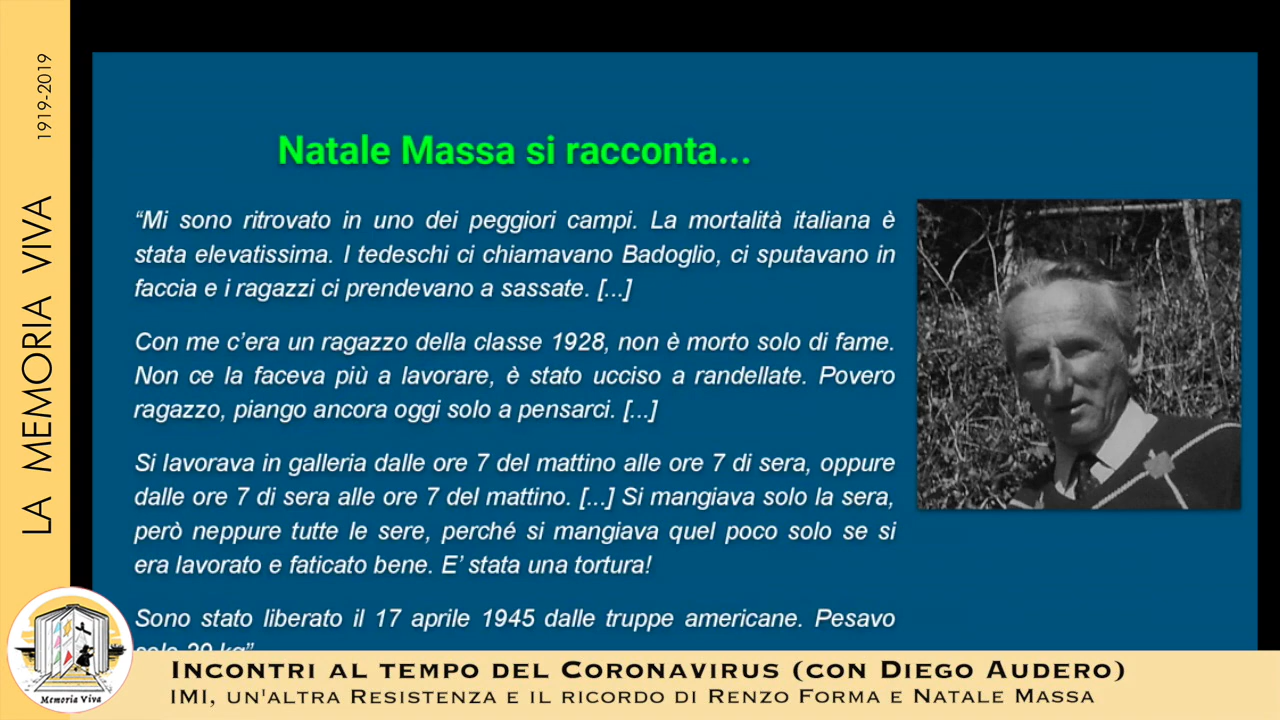 LA MEMORIA VIVA 1919-2019
Natale Massa si racconta...
“Mi sono ritrovato in uno dei peggiori campi. La mortalità italiana è
stata elevatissima. I tedeschi ci chiamavano Badoglio, ci sputavano in
faccia e i ragazzi ci prendevano a sassate. [...]
Con me c’era un ragazzo della classe 1928, non è morto solo di fame.
Non ce la faceva più a lavorare, è stato ucciso a randellate. Povero
ragazzo, piango ancora oggi solo a pensarci. [...]
Si lavorava in galleria dalle ore 7 del mattino alle ore 7 di sera, oppure
dalle ore 7 di sera alle ore 7 del mattino. [...] Si mangiava solo la sera,
però neppure tutte le sere, perché si mangiava quel poco solo se si
era lavorato e faticato bene. E’ stata una tortura!
Sono stato liberato il 17 aprile 1945 dalle truppe americane. Pesavo
Memoria Viva
Incontri al tempo del Coronavirus (con Diego Audero)
IMI, un'altra Resistenza e il ricordo di Renzo Forma e Natale Massa